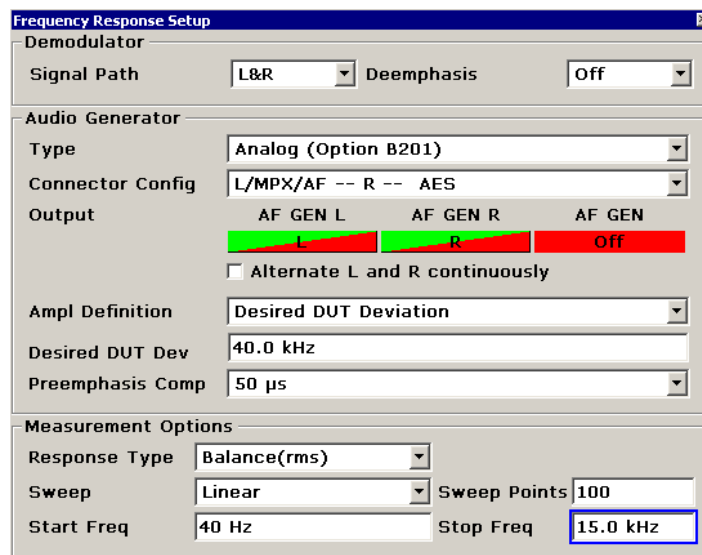 Frequency Response Setup
Demodulator
Signal Path L&R Deemphasis Off
Audio Generator
Type Analog (Option B201)
Connector Config L/MPX/AF -- R -- AES
Output AF GEN L AF GEN R AF GEN
L R Off
Alternate L and R continuously
Ampl Definition Desired DUT Deviation
Desired DUT Dev 40.0 kHz
Preemphasis Comp 50 µs
Measurement Options
Response Type Balance(rms)
Sweep Linear Sweep Points 100
Start Freq 40 Hz Stop Freq 15.0 kHz